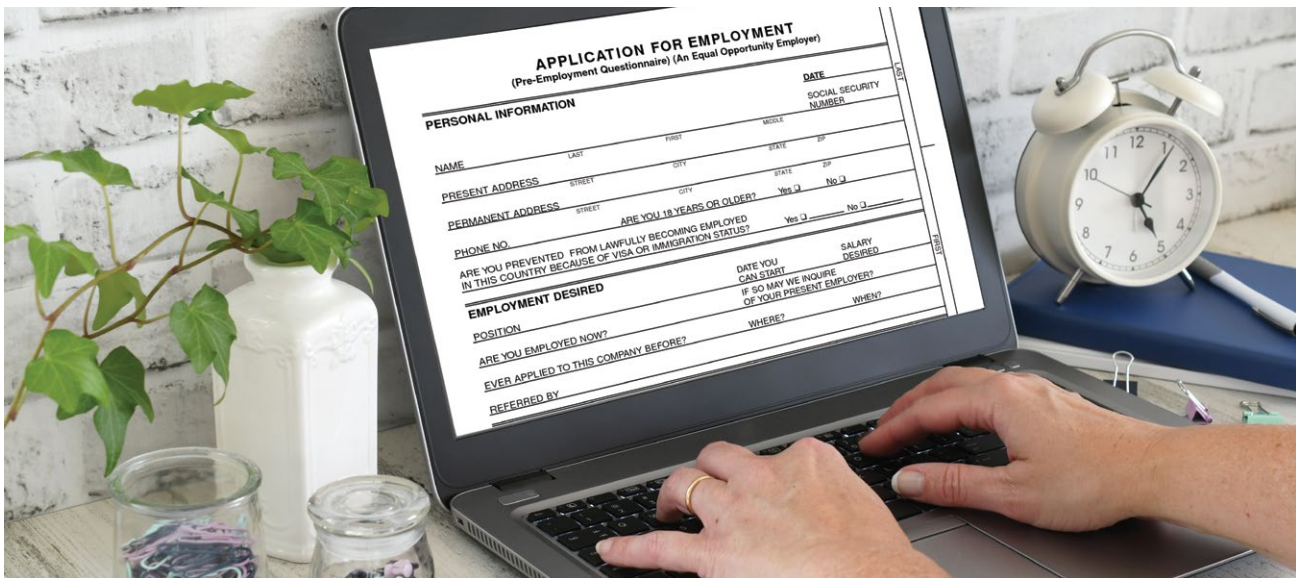 APPLICATION FOR EMPLOYMENT
(Pre-Employment Questionnaire) (An Equal Opportunity Employer)
PERSONAL INFORMATION
DATE
SOCIAL SECURITY
NUMBER
NAME
LAST FIRST MIDDLE
PRESENT ADDRESS
STREET CITY STATE ZIP
PERMANENT ADDRESS
STREET CITY STATE ZIP
PHONE NO. ARE YOU 18 YEARS OR OLDER? Yes ❑ No ❑
ARE YOU PREVENTED FROM LAWFULLY BECOMING EMPLOYED
IN THIS COUNTRY BECAUSE OF VISA OR IMMIGRATION STATUS? Yes ❑ No ❑
EMPLOYMENT DESIRED
POSITION
DATE YOU
CAN START
SALARY
DESIRED
ARE YOU EMPLOYED NOW?
IF SO MAY WE INQUIRE
OF YOUR PRESENT EMPLOYER?
EVER APPLIED TO THIS COMPANY BEFORE? WHERE? WHEN?
REFERRED BY
LAST
FIRST
11 12 1
10 2
9 3
8 4
7 6 5